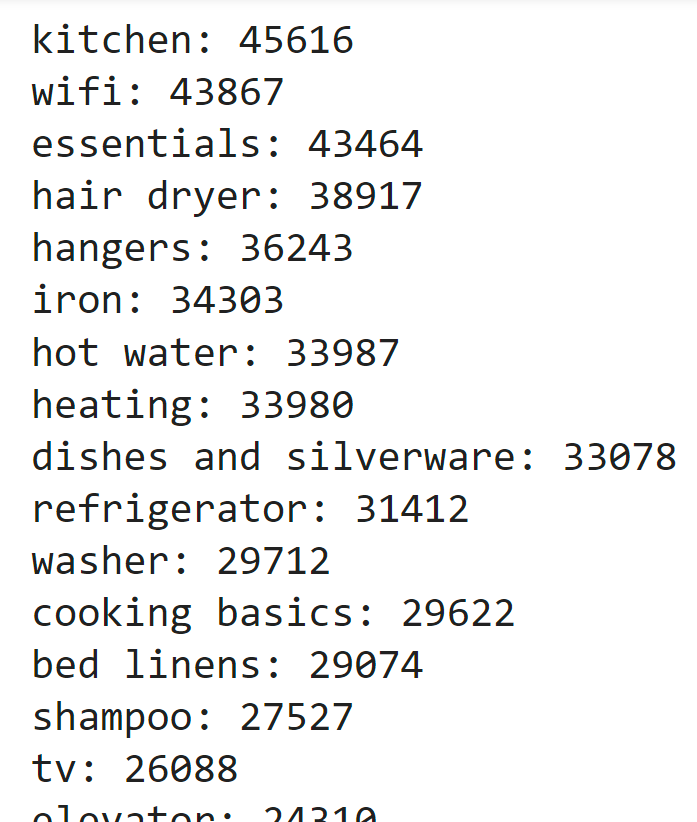 kitchen: 45616
wifi: 43867
essentials: 43464
hair dryer: 38917
hangers: 36243
iron: 34303
hot water: 33987
heating: 33980
dishes and silverware: 33078
refrigerator: 31412
washer: 29712
cooking basics: 29622
bed linens: 29074
shampoo: 27527
tv: 26088
elevator: 24310